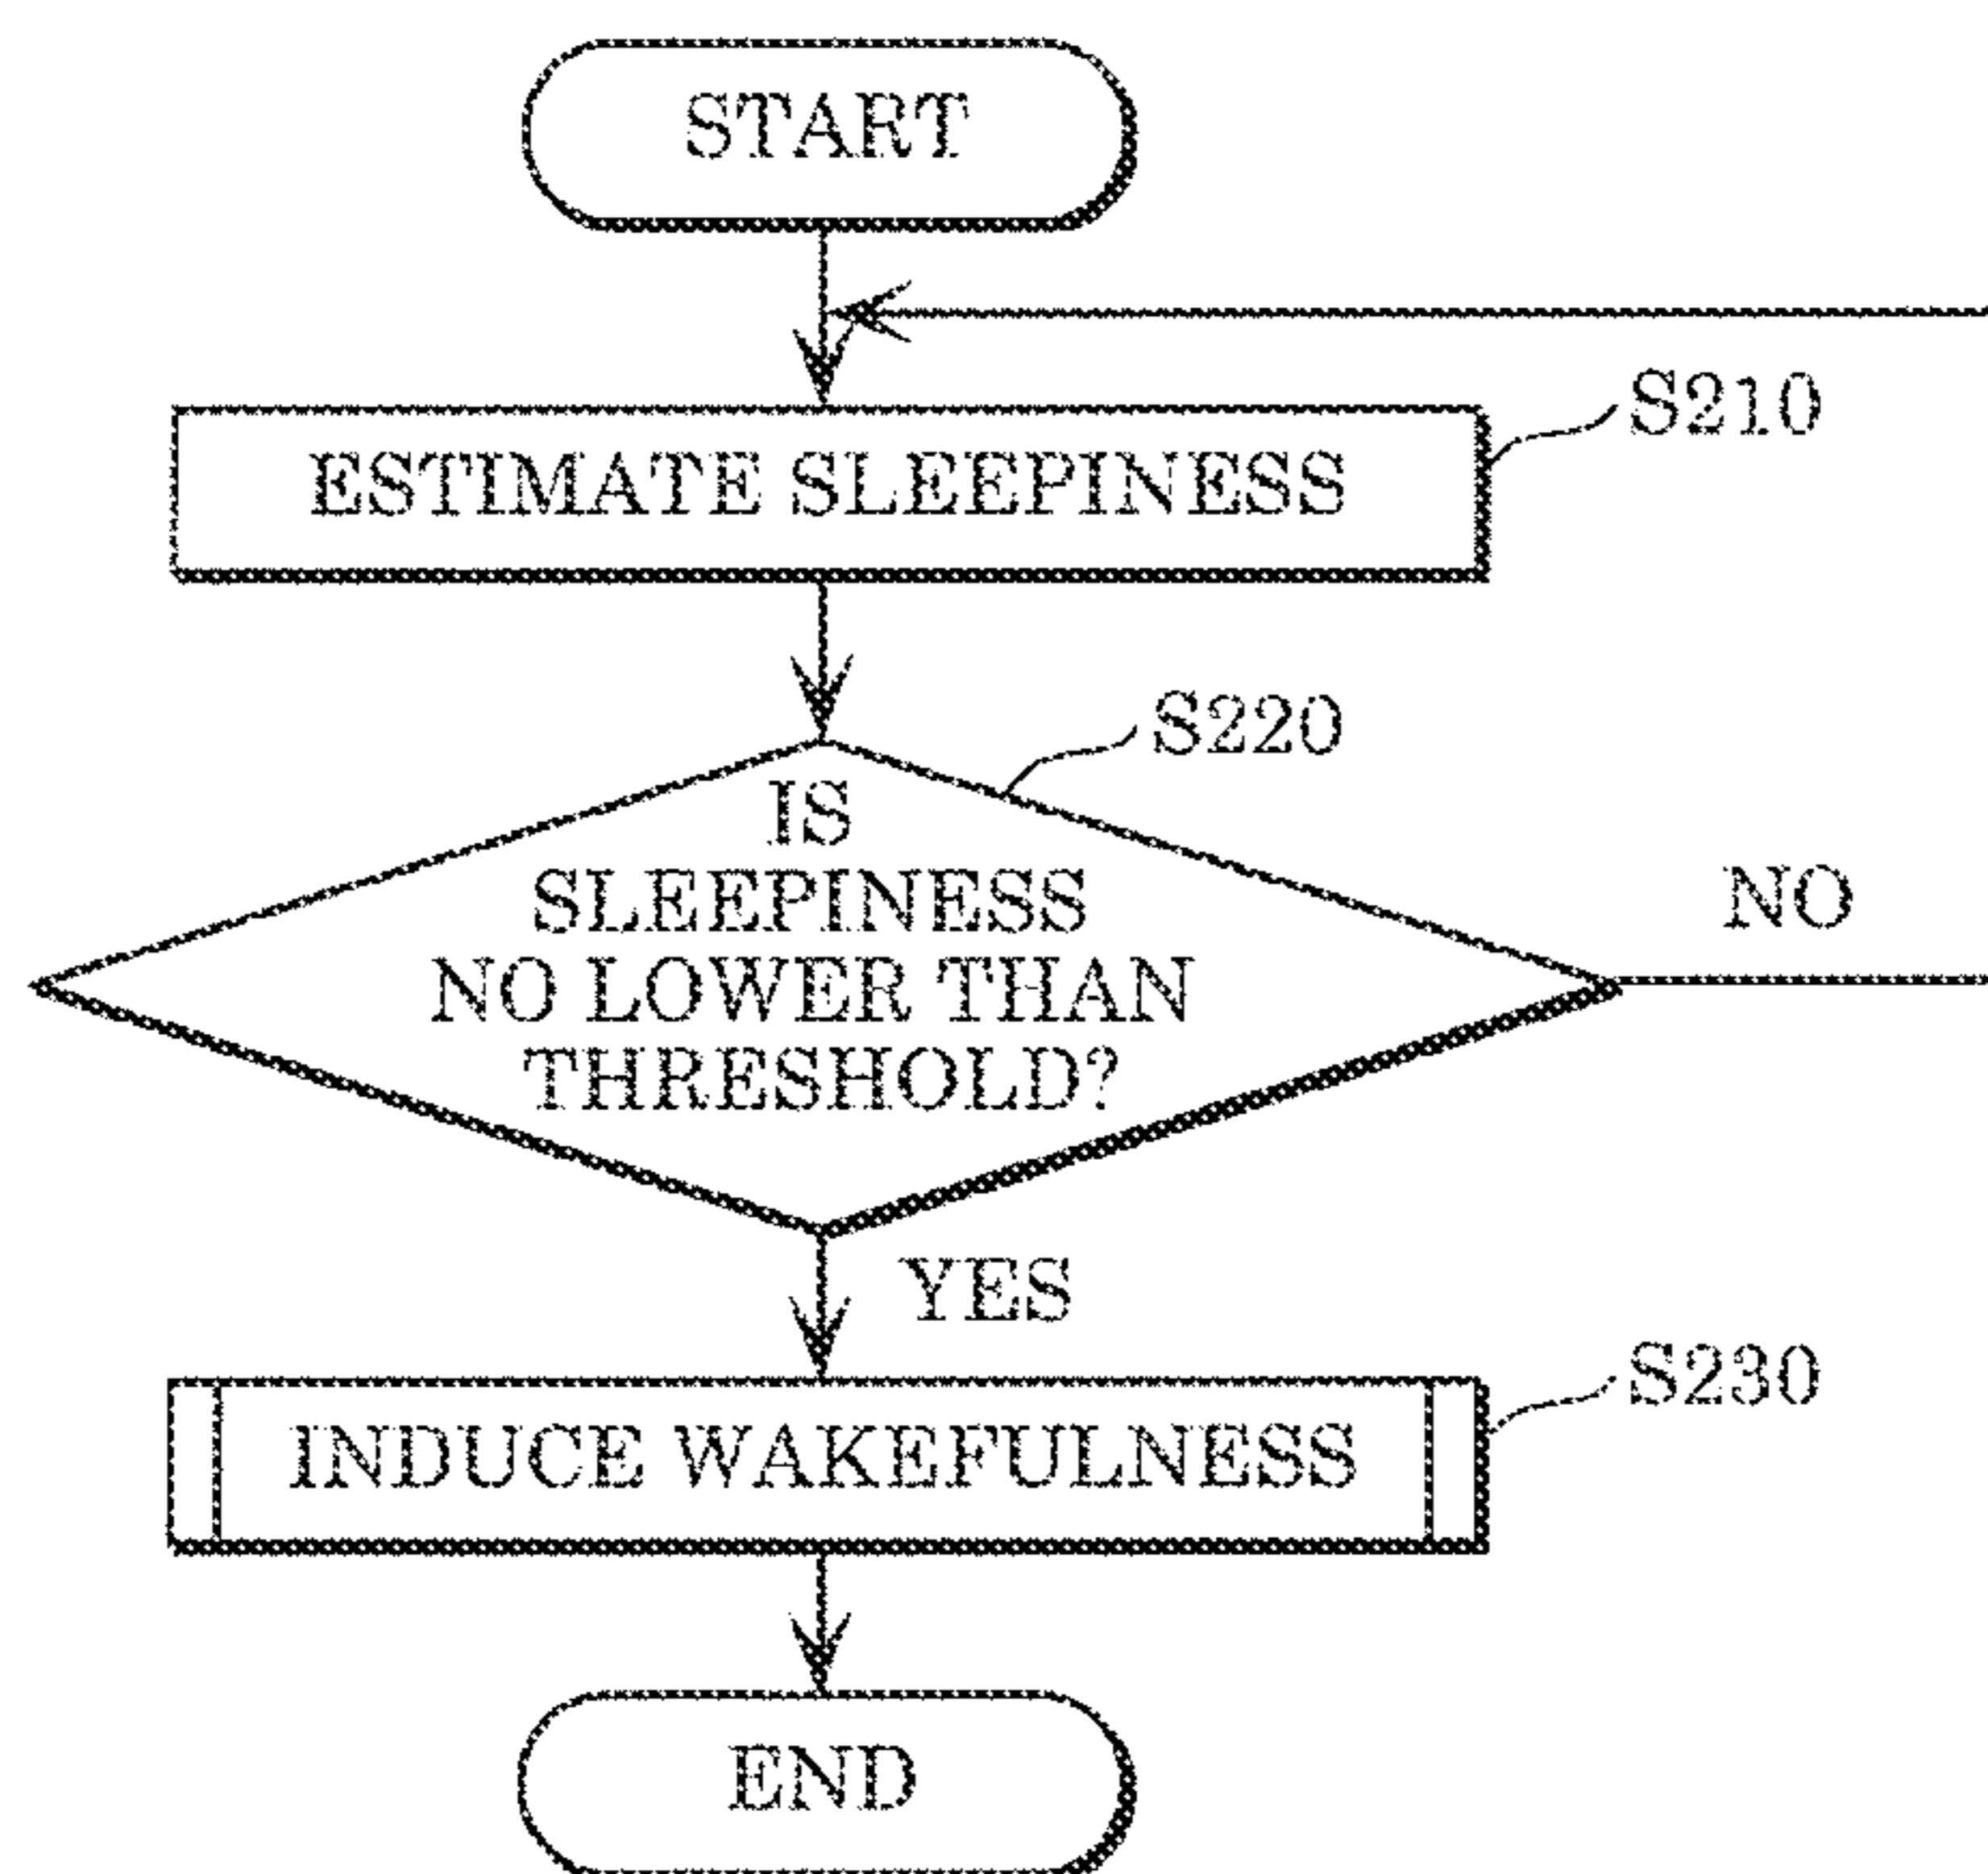 START
S210
ESTIMATE SLEEPINESS
S220
IS
SLEEPINESS
NO LOWER THAN
THRESHOLD?
NO
YES
S230
INDUCE WAKEFULNESS
END